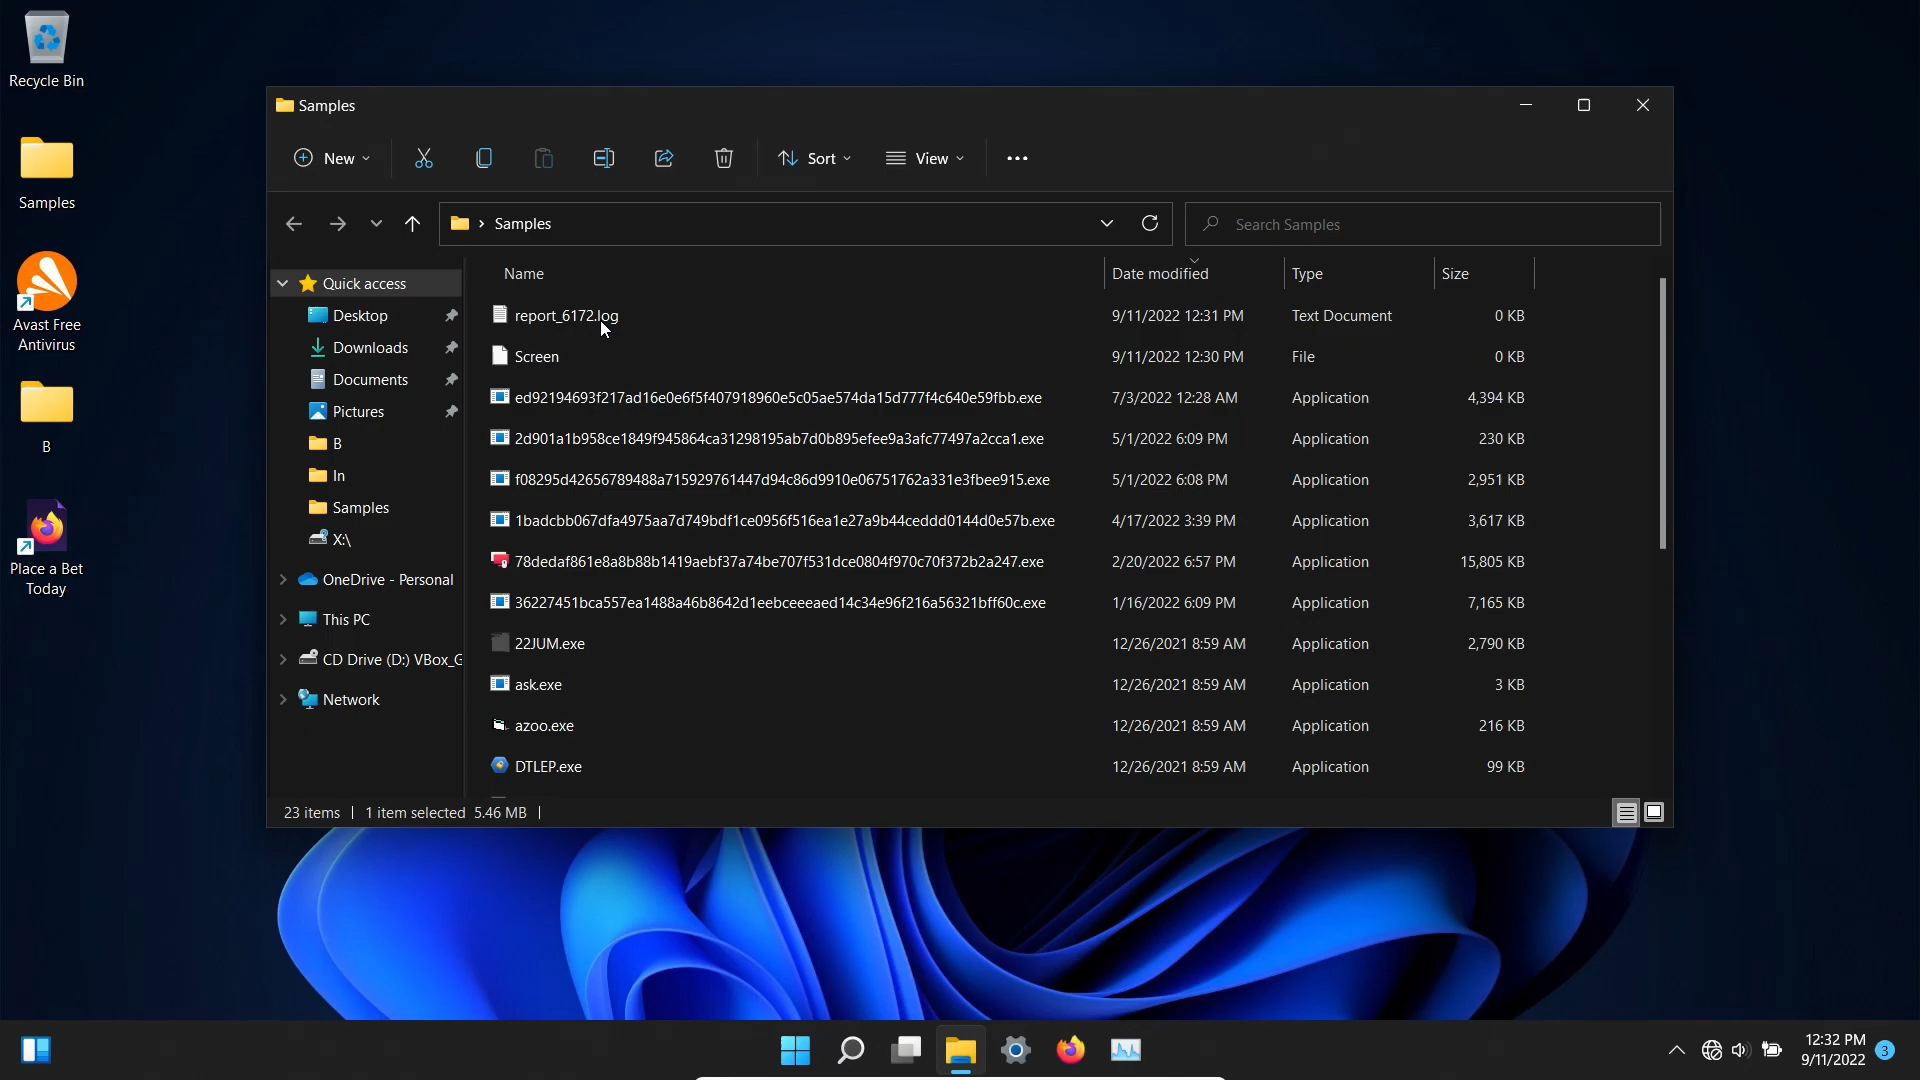 Recycle Bin
Samples
Avast Free
Antivirus
B
Place a Bet
Today
Samples
New
Sort
View
Samples
Search Samples
Quick access
Desktop
Downloads
Documents
Pictures
B
In
Samples
X:\
OneDrive - Personal
This PC
CD Drive (D:) VBox_G
Network
Name Date modified Type Size
report_6172.log 9/11/2022 12:31 PM Text Document 0 KB
Screen 9/11/2022 12:30 PM File 0 KB
ed92194693f217ad16e0e6f5f407918960e5c05ae574da15d777f4c640e59fbb.exe 7/3/2022 12:28 AM Application 4,394 KB
2d901a1b958ce1849f945864ca31298195ab7d0b895efee9a3afc77497a2cca1.exe 5/1/2022 6:09 PM Application 230 KB
f08295d42656789488a715929761447d94c86d9910e06751762a331e3fbee915.exe 5/1/2022 6:08 PM Application 2,951 KB
1badcbb067dfa4975aa7d749bdf1ce0956f516ea1e27a9b44ceddd0144d0e57b.exe 4/17/2022 3:39 PM Application 3,617 KB
78dedaf861e8a8b88b1419aebf37a74be707f531dce0804f970c70f372b2a247.exe 2/20/2022 6:57 PM Application 15,805 KB
36227451bca557ea1488a46b8642d1eebceeeaed14c34e96f216a56321bff60c.exe 1/16/2022 6:09 PM Application 7,165 KB
22JUM.exe 12/26/2021 8:59 AM Application 2,790 KB
ask.exe 12/26/2021 8:59 AM Application 3 KB
azoo.exe 12/26/2021 8:59 AM Application 216 KB
DTLEP.exe 12/26/2021 8:59 AM Application 99 KB
23 items 1 item selected 5.46 MB
12:32 PM
9/11/2022
3